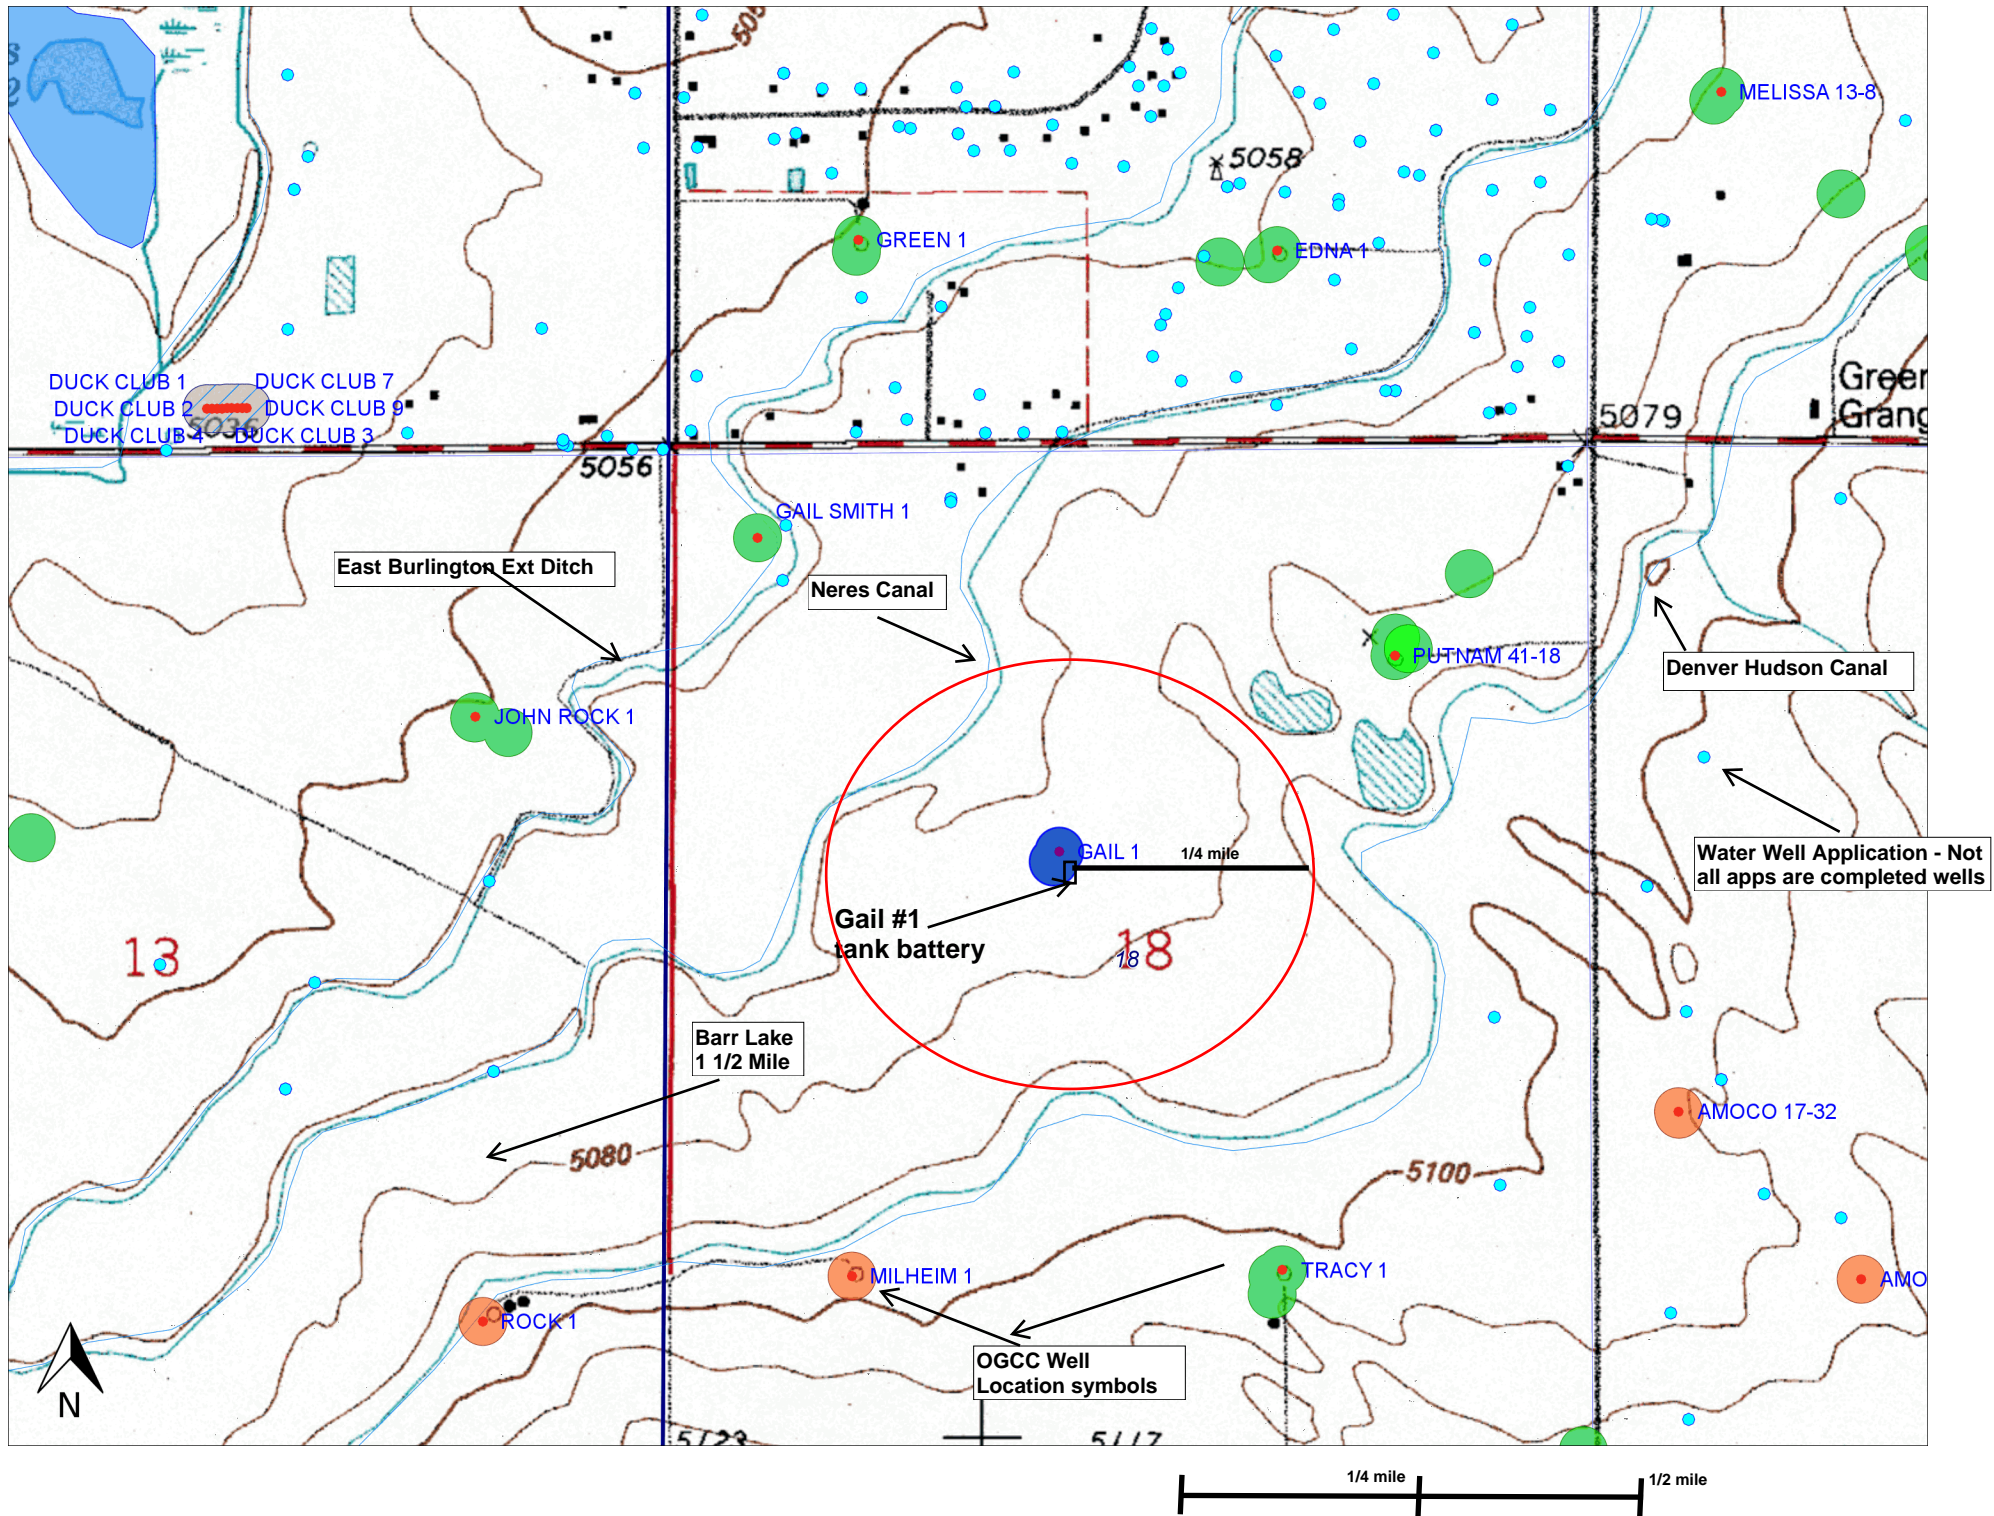 MELISSA 13-8
5058
GREEN 1
EDNA 1
DUCK CLUB 1
DUCK CLUB 7
DUCK CLUB 2
DUCK CLUB 9
DUCK CLUB 4
DUCK CLUB 3
5079
5056
GAIL SMITH 1
East Burlington Ext Ditch
Neres Canal
PUTNAM 41-18
Denver Hudson Canal
JOHN ROCK 1
GAIL 1
1/4 mile
Water Well Application - Not
all apps are completed wells
Gail #1
tank battery
13
18
18
Barr Lake
1 1/2 Mile
AMOCO 17-32
5080
5100
MILHEIM 1
TRACY 1
AMO
ROCK 1
OGCC Well
Location symbols
N
5123
5117
1/4 mile
1/2 mile